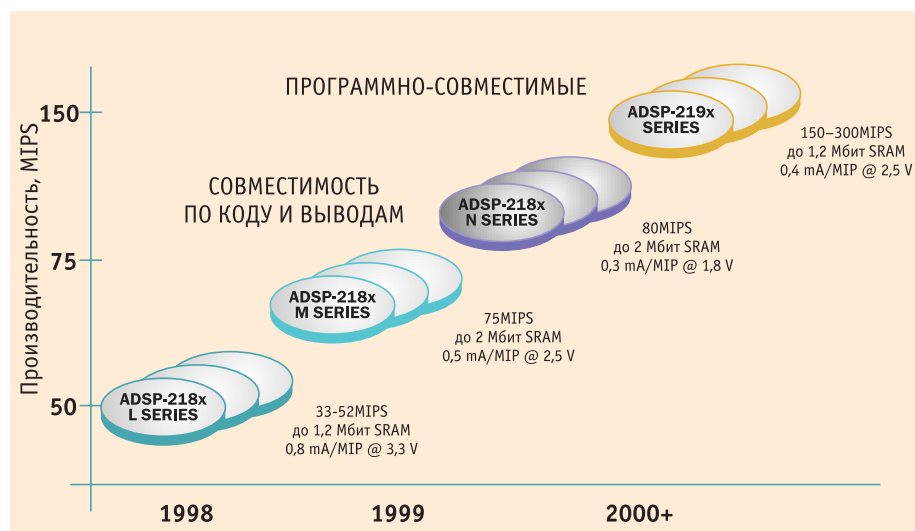 ПРОГРАММНО-СОВМЕСТИМЫЕ
СОВМЕСТИМОСТЬ
ПО КОДУ И ВЫВОДАМ
Производительность, MIPS
150
75
50
ADSP-219x
SERIES
150–300MIPS
до 1,2 Мбит SRAM
0,4 mA/MIP @ 2,5 V
ADSP-218x
N SERIES
80MIPS
до 2 Мбит SRAM
0,3 mA/MIP @ 1,8 V
ADSP-218x
M SERIES
75MIPS
до 2 Мбит SRAM
0,5 mA/MIP @ 2,5 V
ADSP-218x
L SERIES
33-52MIPS
до 1,2 Мбит SRAM
0,8 mA/MIP @ 3,3 V
1998
1999
2000+